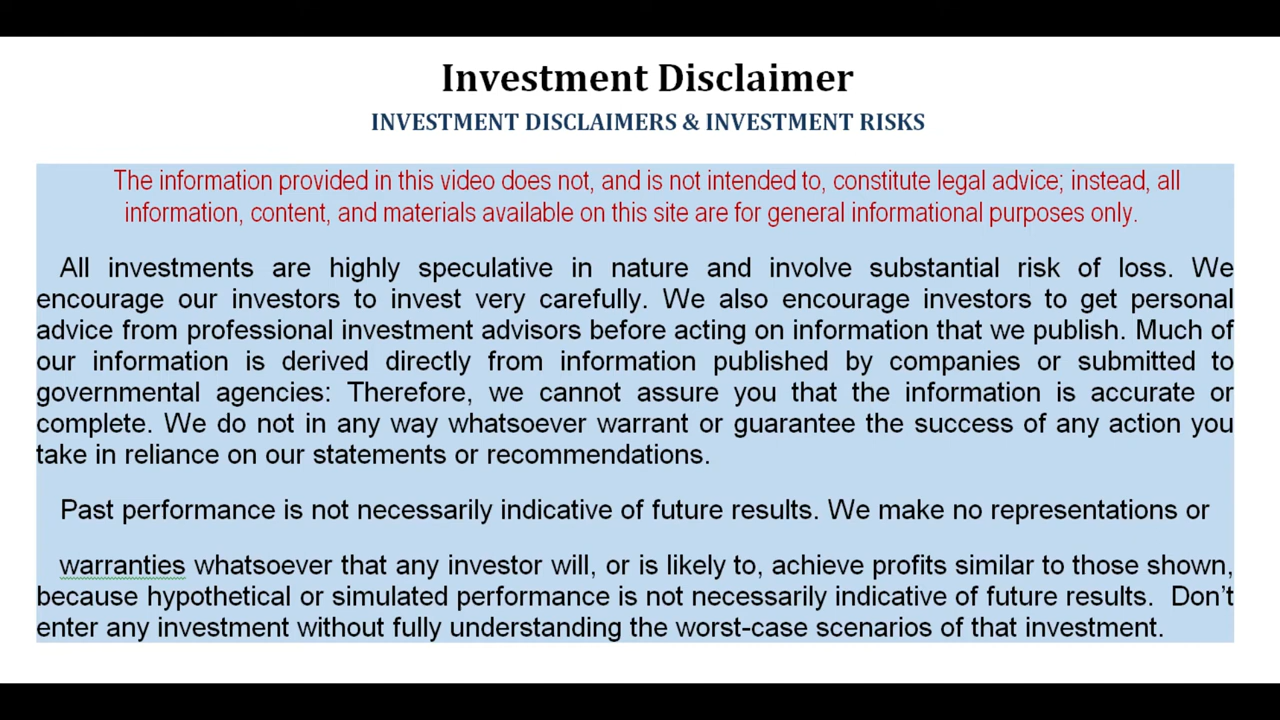 Investment Disclaimer
INVESTMENT DISCLAIMERS & INVESTMENT RISKS
The information provided in this video does not, and is not intended to, constitute legal advice; instead, all
information, content, and materials available on this site are for general informational purposes only.
All investments are highly speculative in nature and involve substantial risk of loss. We
encourage our investors to invest very carefully. We also encourage investors to get personal
advice from professional investment advisors before acting on information that we publish. Much of
our information is derived directly from information published by companies or submitted to
governmental agencies: Therefore, we cannot assure you that the information is accurate or
complete. We do not in any way whatsoever warrant or guarantee the success of any action you
take in reliance on our statements or recommendations.
Past performance is not necessarily indicative of future results. We make no representations or
warranties whatsoever that any investor will, or is likely to, achieve profits similar to those shown,
because hypothetical or simulated performance is not necessarily indicative of future results.  Don’t
enter any investment without fully understanding the worst-case scenarios of that investment.